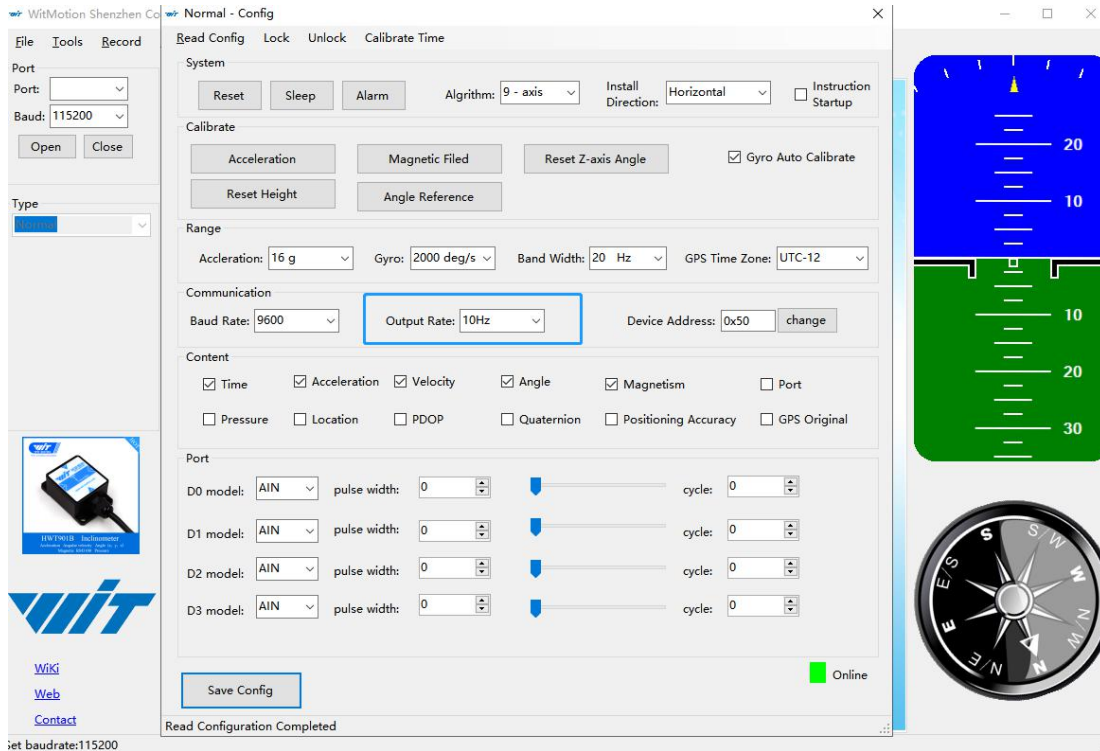 WitMotion Shenzhen Co
Normal - Config
File Tools Record
Read Config Lock Unlock Calibrate Time
Port
Port:
Baud: 115200
Open Close
Type
Normal
System
Reset Sleep Alarm Algrithm: 9 - axis Install Direction: Horizontal Instruction Startup
Calibrate
Acceleration Magnetic Filed Reset Z-axis Angle Gyro Auto Calibrate
Reset Height Angle Reference
Range
Accleration: 16 g Gyro: 2000 deg/s Band Width: 20 Hz GPS Time Zone: UTC-12
Communication
Baud Rate: 9600 Output Rate: 10Hz Device Address: 0x50 change
Content
Time Acceleration Velocity Angle Magnetism Port
Pressure Location PDOP Quaternion Positioning Accuracy GPS Original
Port
D0 model: AIN pulse width: 0 cycle: 0
D1 model: AIN pulse width: 0 cycle: 0
D2 model: AIN pulse width: 0 cycle: 0
D3 model: AIN pulse width: 0 cycle: 0
Save Config
Online
Read Configuration Completed
HWT901B Inclinometer
WiT
WiKi
Web
Contact
Set baudrate:115200
20
10
10
20
30
S
S/W
W
N/W
N
N/E
E
E/S